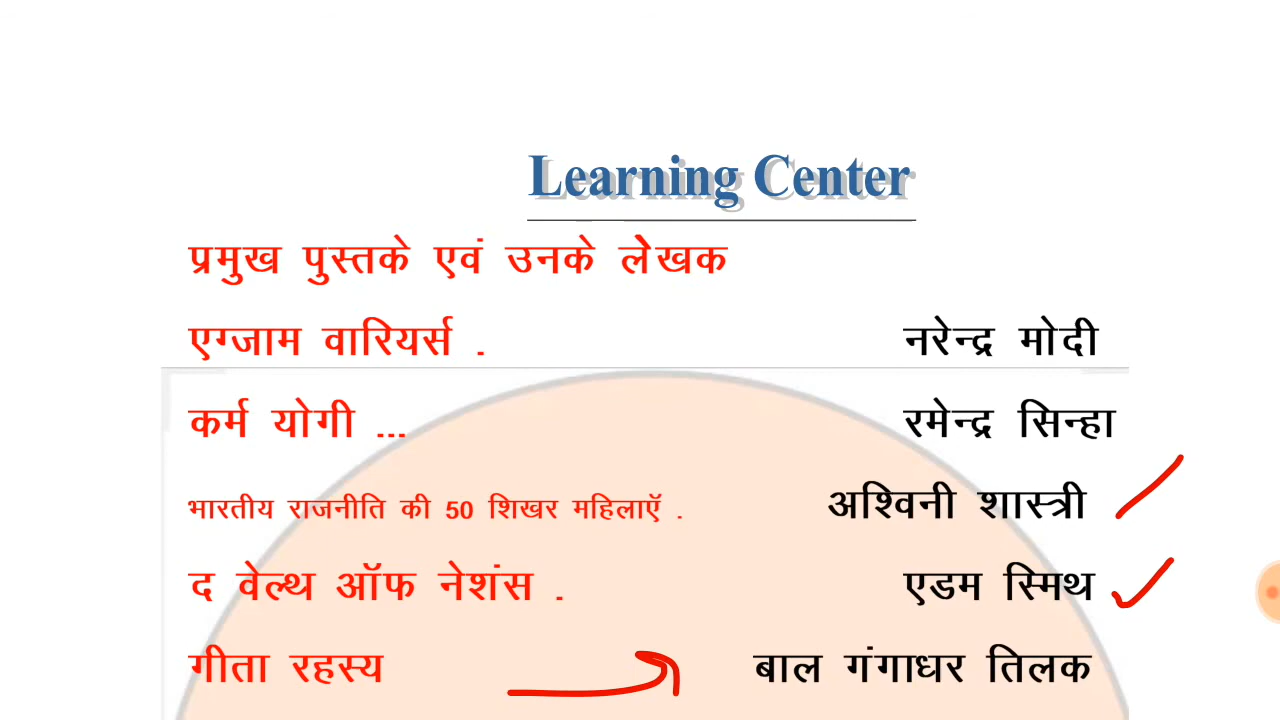 Learning Center
प्रमुख पुस्तके एवं उनके लेखक
एग्जाम वारियर्स . नरेन्द्र मोदी
कर्म योगी ... रमेन्द्र सिन्हा
भारतीय राजनीति की 50 शिखर महिलाएॅ . अश्विनी शास्त्री
द वेल्थ ऑफ नेशंस . एडम स्मिथ
गीता रहस्य बाल गंगाधर तिलक